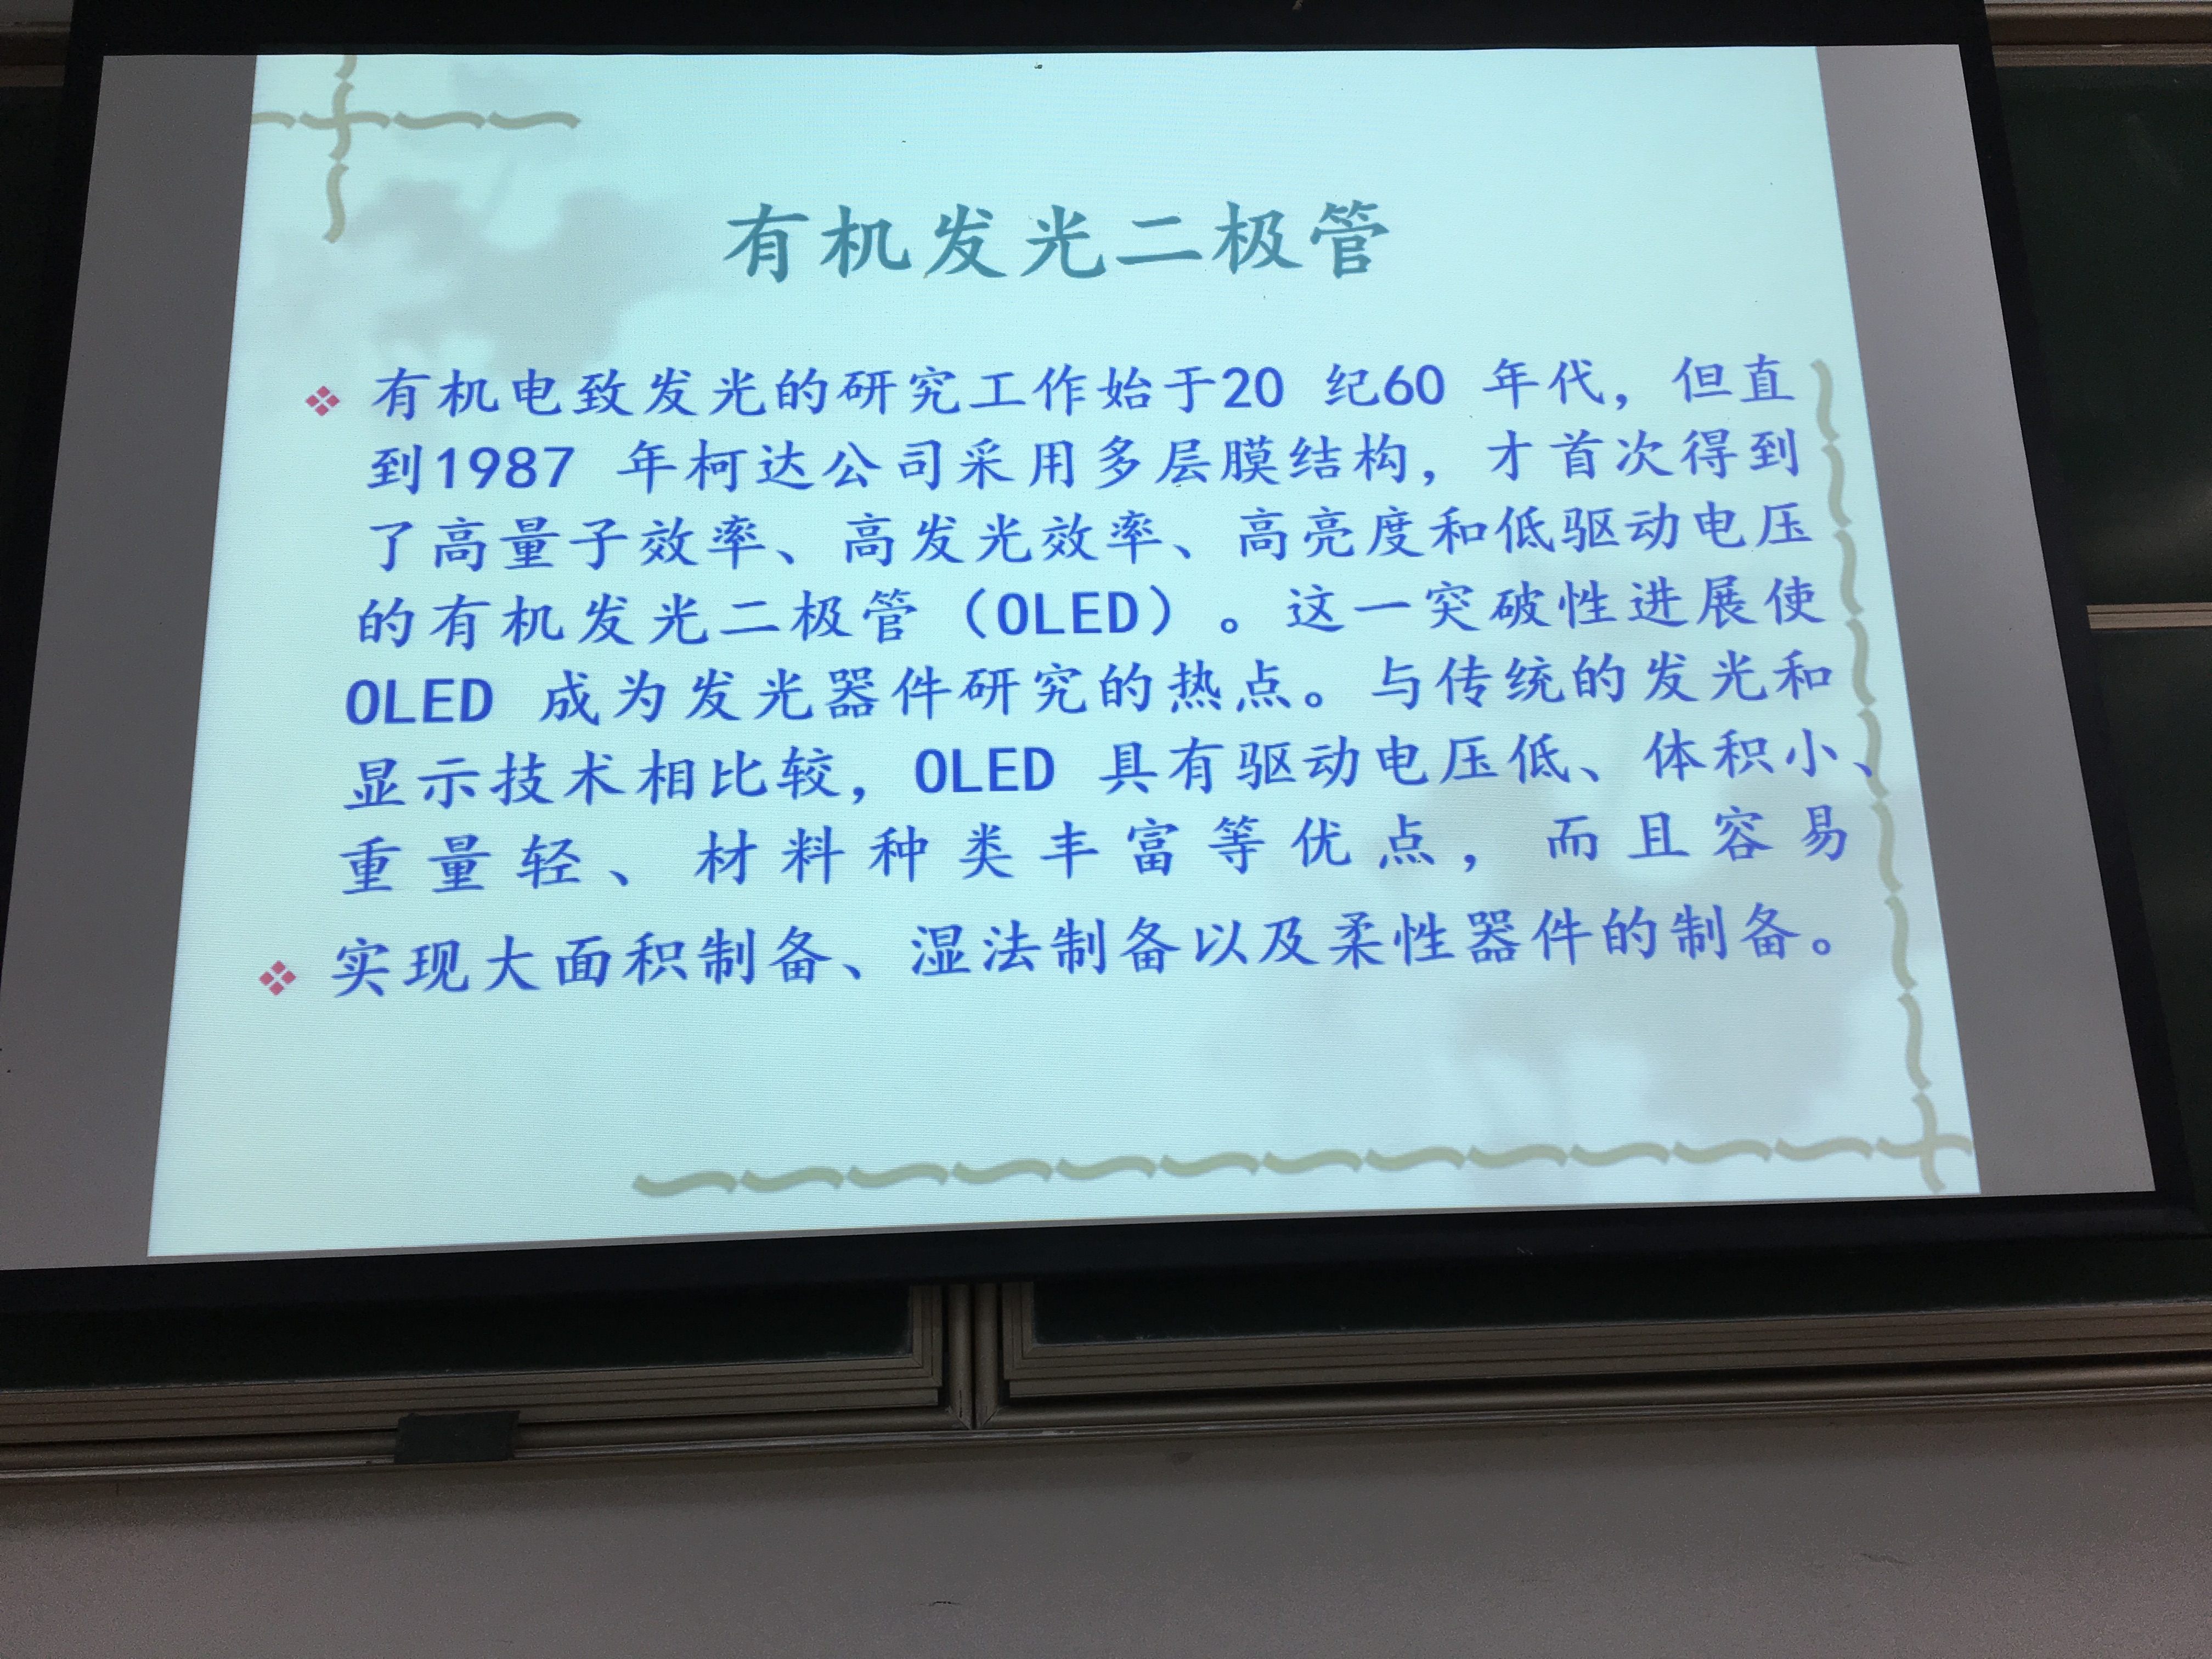 有机发光二极管
有机电致发光的研究工作始于20 纪60 年代，但直
到1987 年柯达公司采用多层膜结构，才首次得到
了高量子效率、高发光效率、高亮度和低驱动电压
的有机发光二极管（OLED）。这一突破性进展使
OLED 成为发光器件研究的热点。与传统的发光和
显示技术相比较，OLED 具有驱动电压低、体积小、
重量轻、材料种类丰富等优点，而且容易
实现大面积制备、湿法制备以及柔性器件的制备。